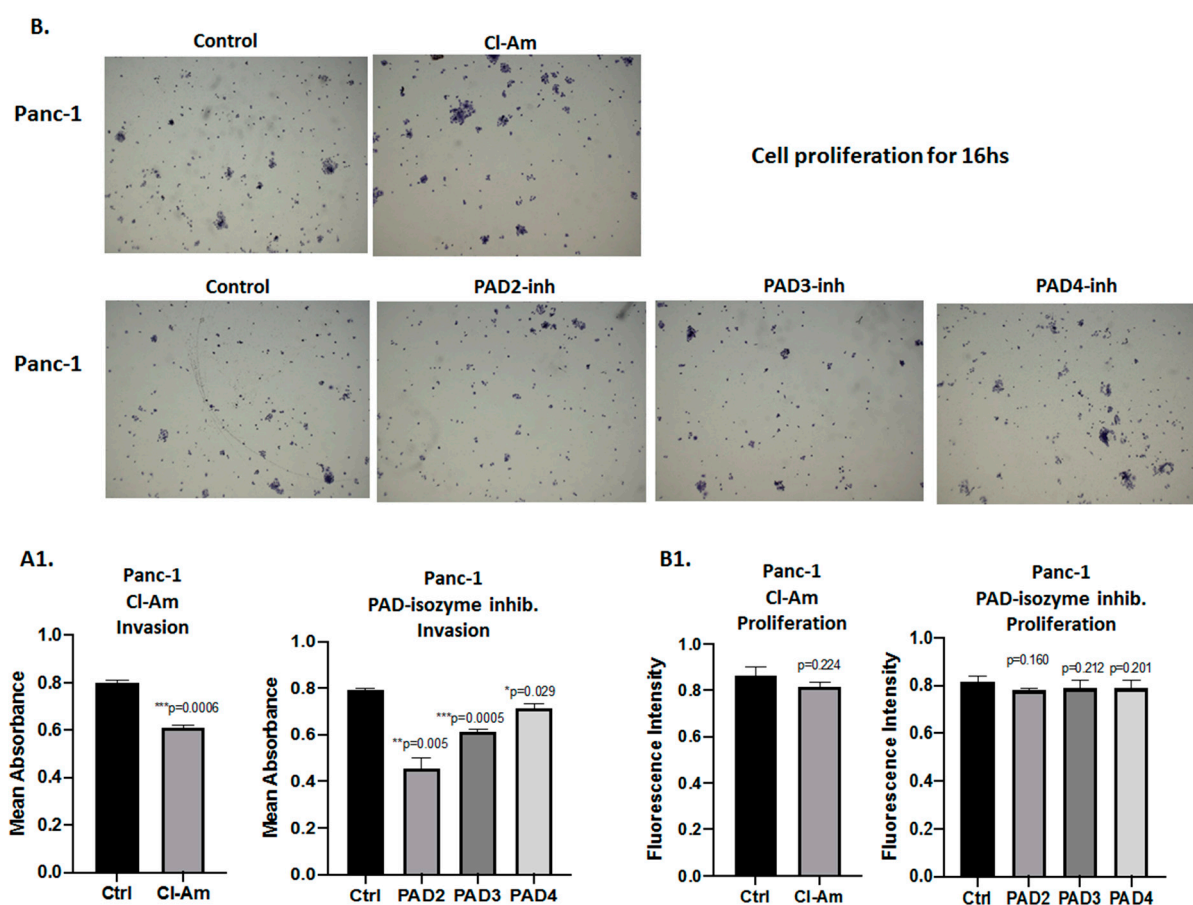 B.
Control
Cl-Am
Panc-1
Cell proliferation for 16hs
Control
PAD2-inh
PAD3-inh
PAD4-inh
Panc-1
A1.
Panc-1
Cl-Am
Invasion
Mean Absorbance
1.0
0.8
0.6
0.4
0.2
0.0
***p=0.0006
Ctrl
Cl-Am
Panc-1
PAD-isozyme inhib.
Invasion
Mean Absorbance
1.0
0.8
0.6
0.4
0.2
0.0
**p=0.005
***p=0.0005
*p=0.029
Ctrl
PAD2
PAD3
PAD4
B1.
Panc-1
Cl-Am
Proliferation
Fluorescence Intensity
1.0
0.8
0.6
0.4
0.2
0.0
p=0.224
Ctrl
Cl-Am
Panc-1
PAD-isozyme inhib.
Proliferation
Fluorescence Intensity
1.0
0.8
0.6
0.4
0.2
0.0
p=0.160
p=0.212
p=0.201
Ctrl
PAD2
PAD3
PAD4